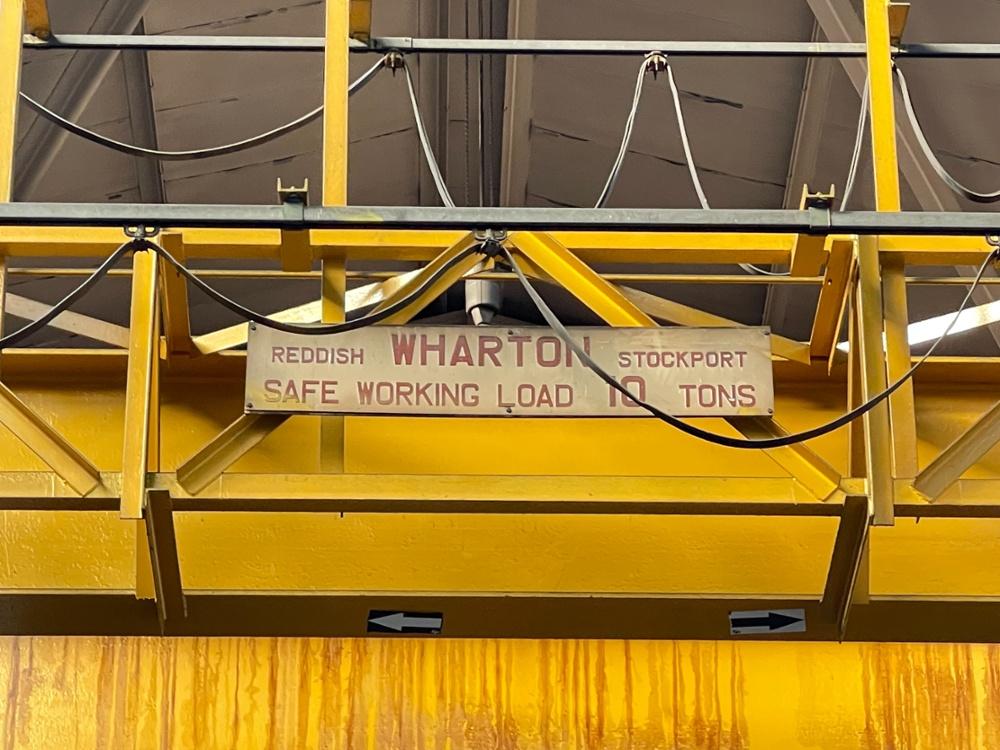 REDDISH WHARTON STOCKPORT
SAFE WORKING LOAD 10 TONS